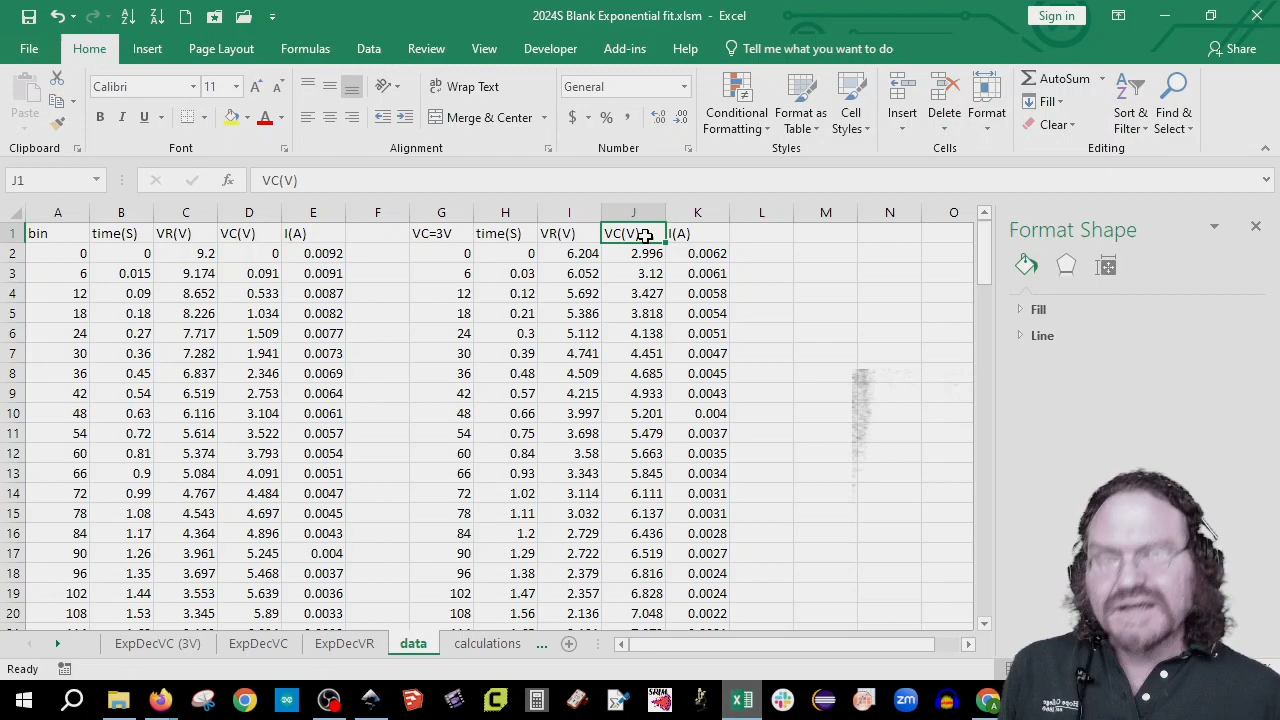 2024S Blank Exponential fit.xlsm - Excel
Sign in
File Home Insert Page Layout Formulas Data Review View Developer Add-ins Help Tell me what you want to do Share
Paste
Calibri 11
B I U
Wrap Text
Merge & Center
General
$ % ,
Conditional Formatting
Format as Table
Cell Styles
Insert Delete Format
AutoSum
Fill
Clear
Sort & Filter
Find & Select
Clipboard Font Alignment Number Styles Cells Editing
J1 fx VC(V)
A B C D E F G H I J K L M N O
1 bin time(S) VR(V) VC(V) I(A) VC=3V time(S) VR(V) VC(V) I(A)
2 0 0 9.2 0 0.0092 0 0 6.204 2.996 0.0062
3 6 0.015 9.174 0.091 0.0091 6 0.03 6.052 3.12 0.0061
4 12 0.09 8.652 0.533 0.0087 12 0.12 5.692 3.427 0.0058
5 18 0.18 8.226 1.034 0.0082 18 0.21 5.386 3.818 0.0054
6 24 0.27 7.717 1.509 0.0077 24 0.3 5.112 4.138 0.0051
7 30 0.36 7.282 1.941 0.0073 30 0.39 4.741 4.451 0.0047
8 36 0.45 6.837 2.346 0.0069 36 0.48 4.509 4.685 0.0045
9 42 0.54 6.519 2.753 0.0064 42 0.57 4.215 4.933 0.0043
10 48 0.63 6.116 3.104 0.0061 48 0.66 3.997 5.201 0.004
11 54 0.72 5.614 3.522 0.0057 54 0.75 3.698 5.479 0.0037
12 60 0.81 5.374 3.793 0.0054 60 0.84 3.58 5.663 0.0035
13 66 0.9 5.084 4.091 0.0051 66 0.93 3.343 5.845 0.0034
14 72 0.99 4.767 4.484 0.0047 72 1.02 3.114 6.111 0.0031
15 78 1.08 4.543 4.697 0.0045 78 1.11 3.032 6.137 0.0031
16 84 1.17 4.364 4.896 0.0043 84 1.2 2.729 6.436 0.0028
17 90 1.26 3.961 5.245 0.004 90 1.29 2.722 6.519 0.0027
18 96 1.35 3.697 5.468 0.0037 96 1.38 2.379 6.816 0.0024
19 102 1.44 3.553 5.639 0.0036 102 1.47 2.357 6.828 0.0024
20 108 1.53 3.345 5.89 0.0033 108 1.56 2.136 7.048 0.0022
Format Shape
Fill
Line
ExpDecVC (3V) ExpDecVC ExpDecVR data calculations ...
Ready